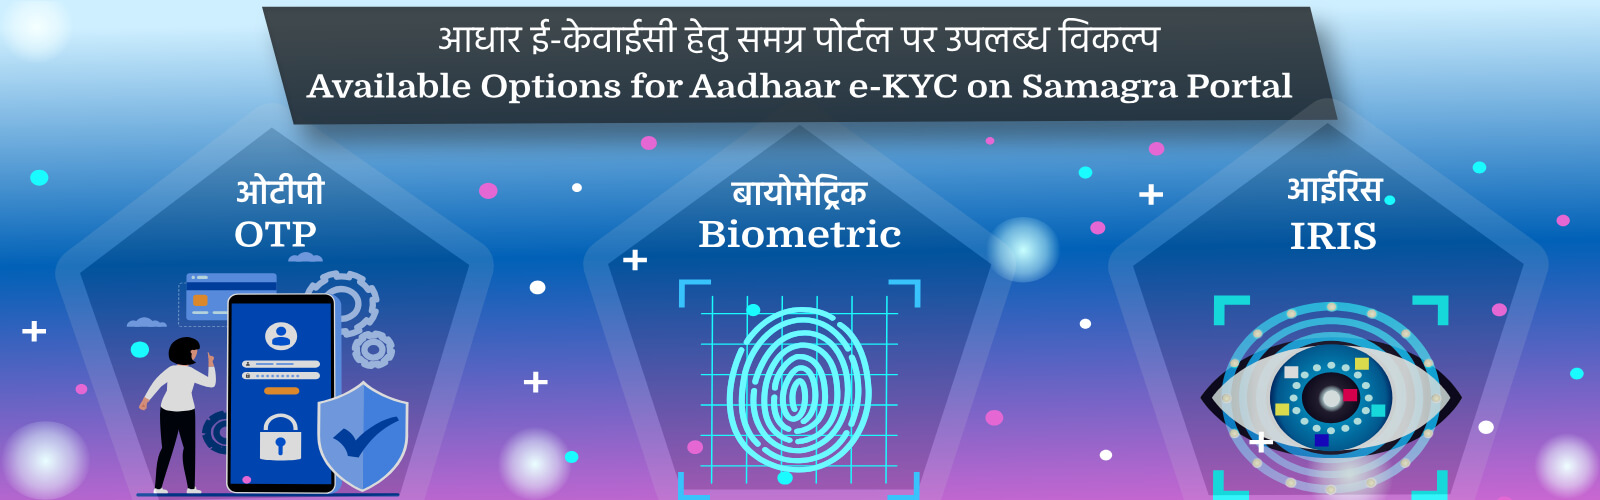 आधार ई-केवाईसी हेतु समग्र पोर्टल पर उपलब्ध विकल्प
Available Options for Aadhaar e-KYC on Samagra Portal
ओटीपी
OTP
बायोमेट्रिक
Biometric
आईरिस
IRIS